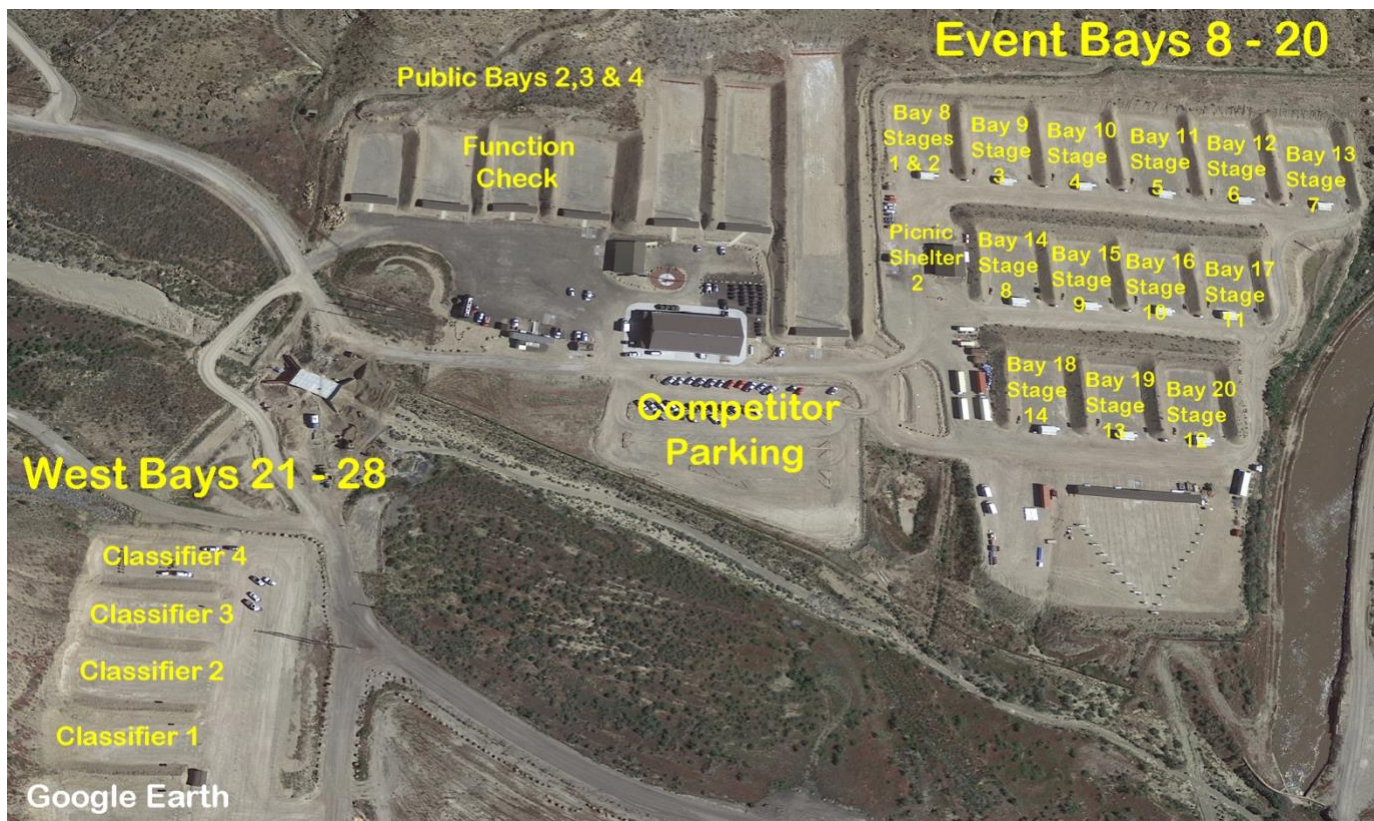 Event Bays 8 - 20
Public Bays 2,3 & 4
Function
Check
Bay 8
Stages
1 & 2
Bay 9
Stage
3
Bay 10
Stage
4
Bay 11
Stage
5
Bay 12
Stage
6
Bay 13
Stage
7
Picnic
Shelter
2
Bay 14
Stage
8
Bay 15
Stage
9
Bay 16
Stage
10
Bay 17
Stage
11
Bay 18
Stage
14
Bay 19
Stage
13
Bay 20
Stage
12
Competitor
Parking
West Bays 21 - 28
Classifier 4
Classifier 3
Classifier 2
Classifier 1
Google Earth